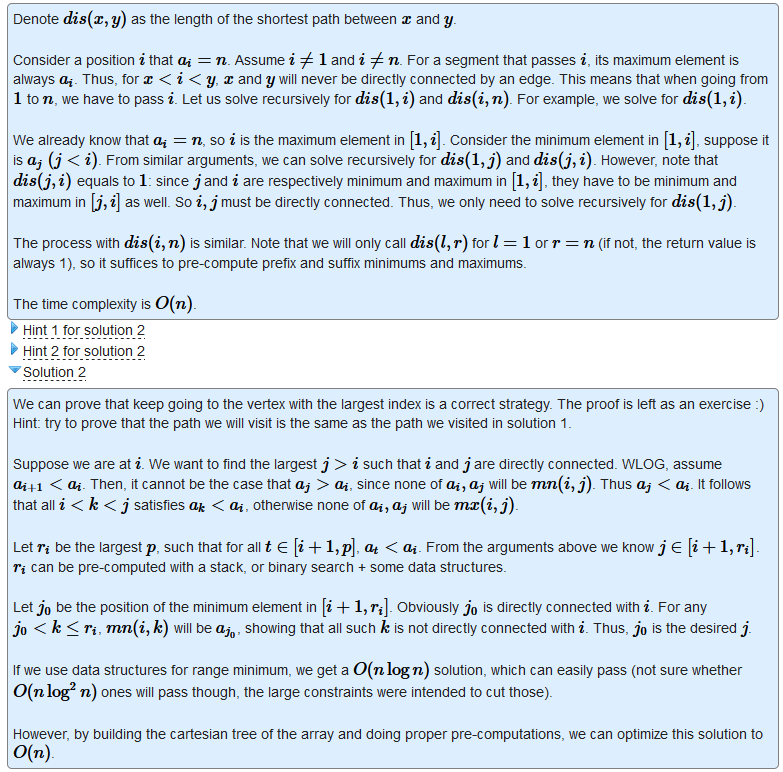 Denote dis(x, y) as the length of the shortest path between x and y.
Consider a position i that a_i = n. Assume i ≠ 1 and i ≠ n. For a segment that passes i, its maximum element is
always a_i. Thus, for x < i < y, x and y will never be directly connected by an edge. This means that when going from
1 to n, we have to pass i. Let us solve recursively for dis(1, i) and dis(i, n). For example, we solve for dis(1, i).
We already know that a_i = n, so i is the maximum element in [1, i]. Consider the minimum element in [1, i], suppose it
is a_j (j < i). From similar arguments, we can solve recursively for dis(1, j) and dis(j, i). However, note that
dis(j, i) equals to 1: since j and i are respectively minimum and maximum in [1, i], they have to be minimum and
maximum in [j, i] as well. So i, j must be directly connected. Thus, we only need to solve recursively for dis(1, j).
The process with dis(i, n) is similar. Note that we will only call dis(l, r) for l = 1 or r = n (if not, the return value is
always 1), so it suffices to pre-compute prefix and suffix minimums and maximums.
The time complexity is O(n).
Hint 1 for solution 2
Hint 2 for solution 2
Solution 2
We can prove that keep going to the vertex with the largest index is a correct strategy. The proof is left as an exercise :)
Hint: try to prove that the path we will visit is the same as the path we visited in solution 1.
Suppose we are at i. We want to find the largest j > i such that i and j are directly connected. WLOG, assume
a_{i+1} < a_i. Then, it cannot be the case that a_j > a_i, since none of a_i, a_j will be mn(i, j). Thus a_j < a_i. It follows
that all i < k < j satisfies a_k < a_i, otherwise none of a_i, a_j will be mx(i, j).
Let r_i be the largest p, such that for all t ∈ [i + 1, p], a_t < a_i. From the arguments above we know j ∈ [i + 1, r_i].
r_i can be pre-computed with a stack, or binary search + some data structures.
Let j_0 be the position of the minimum element in [i + 1, r_i]. Obviously j_0 is directly connected with i. For any
j_0 < k ≤ r_i, mn(i, k) will be a_{j_0}, showing that all such k is not directly connected with i. Thus, j_0 is the desired j.
If we use data structures for range minimum, we get a O(n log n) solution, which can easily pass (not sure whether
O(n log² n) ones will pass though, the large constraints were intended to cut those).
However, by building the cartesian tree of the array and doing proper pre-computations, we can optimize this solution to
O(n).